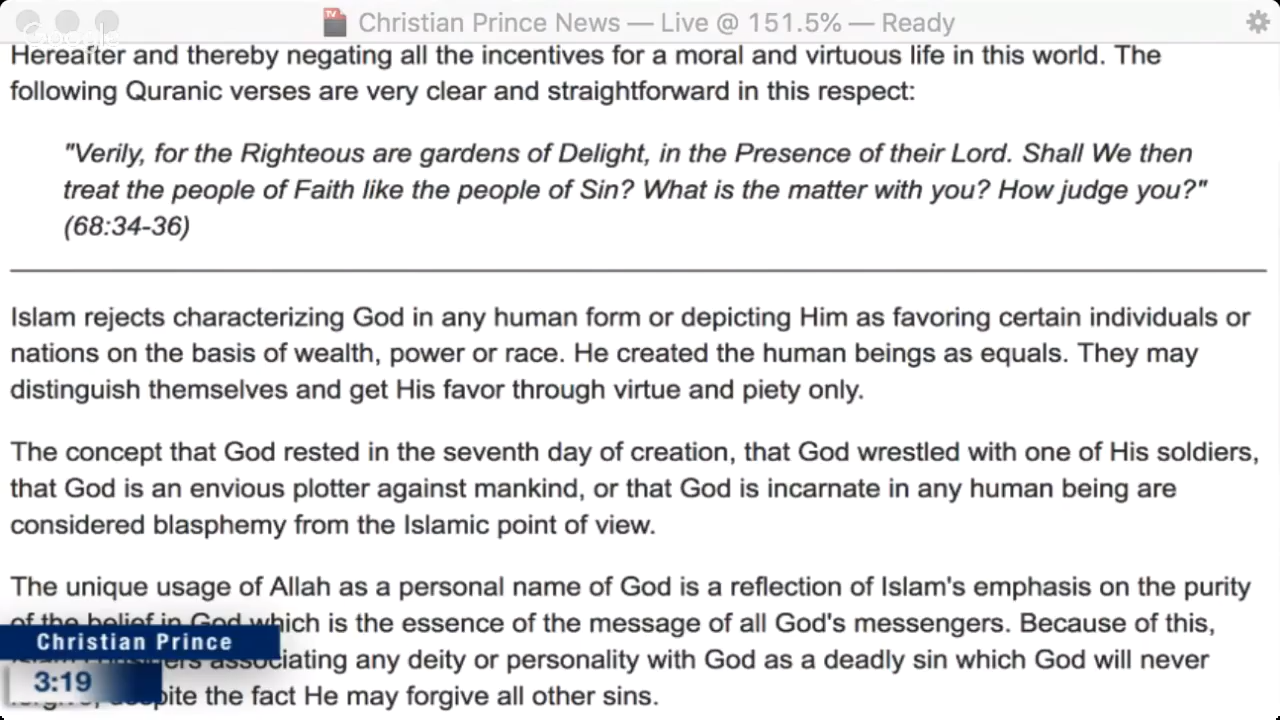 Christian Prince News — Live @ 151.5% — Ready
Google
Hereafter and thereby negating all the incentives for a moral and virtuous life in this world. The
following Quranic verses are very clear and straightforward in this respect:
"Verily, for the Righteous are gardens of Delight, in the Presence of their Lord. Shall We then
treat the people of Faith like the people of Sin? What is the matter with you? How judge you?"
(68:34-36)
Islam rejects characterizing God in any human form or depicting Him as favoring certain individuals or
nations on the basis of wealth, power or race. He created the human beings as equals. They may
distinguish themselves and get His favor through virtue and piety only.
The concept that God rested in the seventh day of creation, that God wrestled with one of His soldiers,
that God is an envious plotter against mankind, or that God is incarnate in any human being are
considered blasphemy from the Islamic point of view.
The unique usage of Allah as a personal name of God is a reflection of Islam's emphasis on the purity
of the belief in God which is the essence of the message of all God's messengers. Because of this,
Christian Prince
associating any deity or personality with God as a deadly sin which God will never
3:19
the fact He may forgive all other sins.